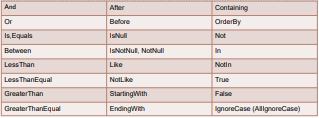 And After Containing
Or Before OrderBy
Is,Equals IsNull Not
Between IsNotNull, NotNull In
LessThan Like NotIn
LessThanEqual NotLike True
GreaterThan StartingWith False
GreaterThanEqual EndingWith IgnoreCase (AllIgnoreCase)